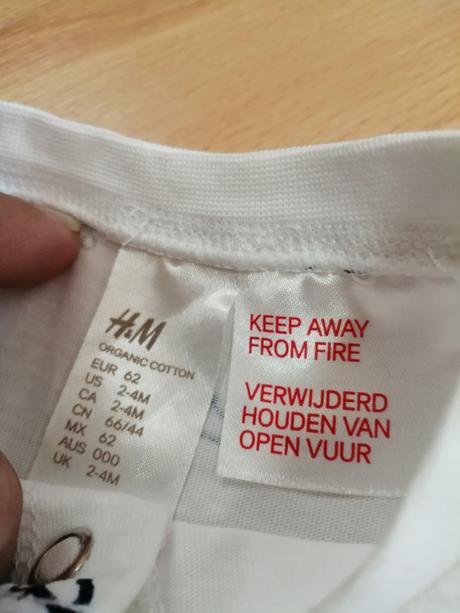 H&M
ORGANIC COTTON
EUR 62
US 2-4M
CA 2-4M
CN 66/44
MX 62
AUS 000
UK 2-4M
KEEP AWAY
FROM FIRE
VERWIJDERD
HOUDEN VAN
OPEN VUUR